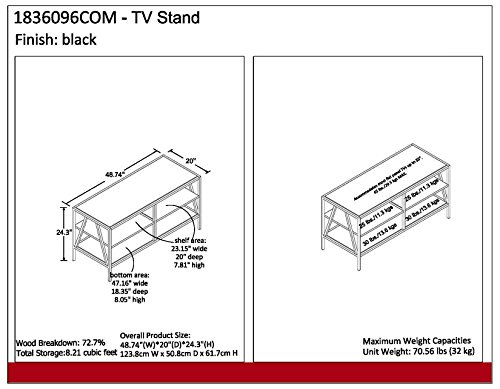 1836096COM - TV Stand
Finish: black
48.74"
20"
24.3"
shelf area:
23.15" wide
20" deep
7.81" high
bottom area:
47.16" wide
18.35" deep
8.05" high
Wood Breakdown: 72.7%
Total Storage:8.21 cubic feet
Overall Product Size:
48.74"(W)*20"(D)*24.3"(H)
123.8cm W x 50.8cm D x 61.7cm H
25 lbs./11.3 kgs
25 lbs./11.3 kgs
30 lbs./13.6 kgs
30 lbs./13.6 kgs
Maximum Weight Capacities
Unit Weight: 70.56 lbs (32 kg)